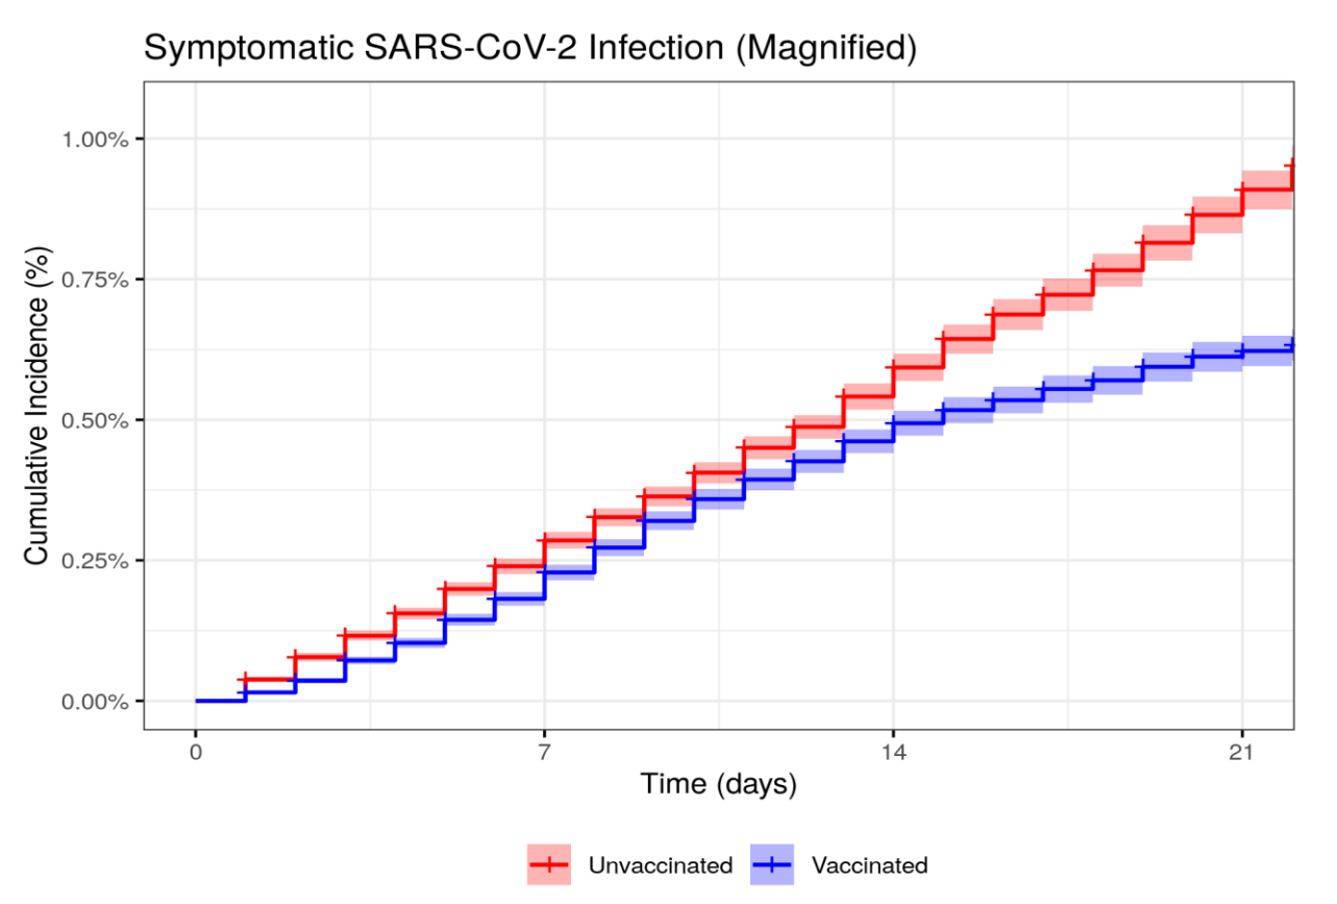 Symptomatic SARS-CoV-2 Infection (Magnified)
Cumulative Incidence (%)
1.00%
0.75%
0.50%
0.25%
0.00%
0
7
14
21
Time (days)
Unvaccinated
Vaccinated